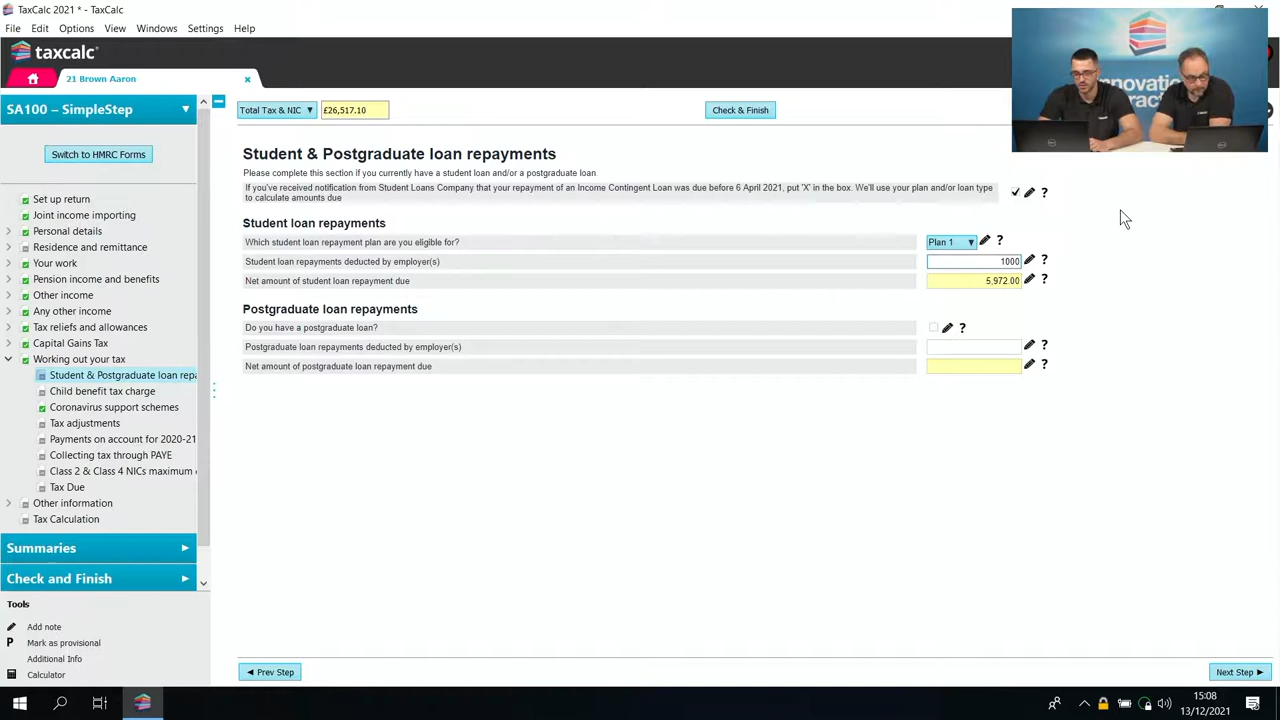 TaxCalc 2021 * - TaxCalc
File Edit Options View Windows Settings Help
taxcalc
21 Brown Aaron
SA100 – SimpleStep
Switch to HMRC Forms
Set up return
Joint income importing
Personal details
Residence and remittance
Your work
Pension income and benefits
Other income
Any other income
Tax reliefs and allowances
Capital Gains Tax
Working out your tax
Student & Postgraduate loan repa
Child benefit tax charge
Coronavirus support schemes
Tax adjustments
Payments on account for 2020-21
Collecting tax through PAYE
Class 2 & Class 4 NICs maximum
Tax Due
Other information
Tax Calculation
Summaries
Check and Finish
Tools
Add note
P Mark as provisional
Additional Info
Calculator
Total Tax & NIC £26,517.10 Check & Finish
Student & Postgraduate loan repayments
Please complete this section if you currently have a student loan and/or a postgraduate loan
If you've received notification from Student Loans Company that your repayment of an Income Contingent Loan was due before 6 April 2021, put 'X' in the box. We'll use your plan and/or loan type
to calculate amounts due ?
Student loan repayments
Which student loan repayment plan are you eligible for? Plan 1 ?
Student loan repayments deducted by employer(s) 1000 ?
Net amount of student loan repayment due 5,972.00 ?
Postgraduate loan repayments
Do you have a postgraduate loan? ?
Postgraduate loan repayments deducted by employer(s) ?
Net amount of postgraduate loan repayment due ?
Prev Step Next Step
15:08
13/12/2021